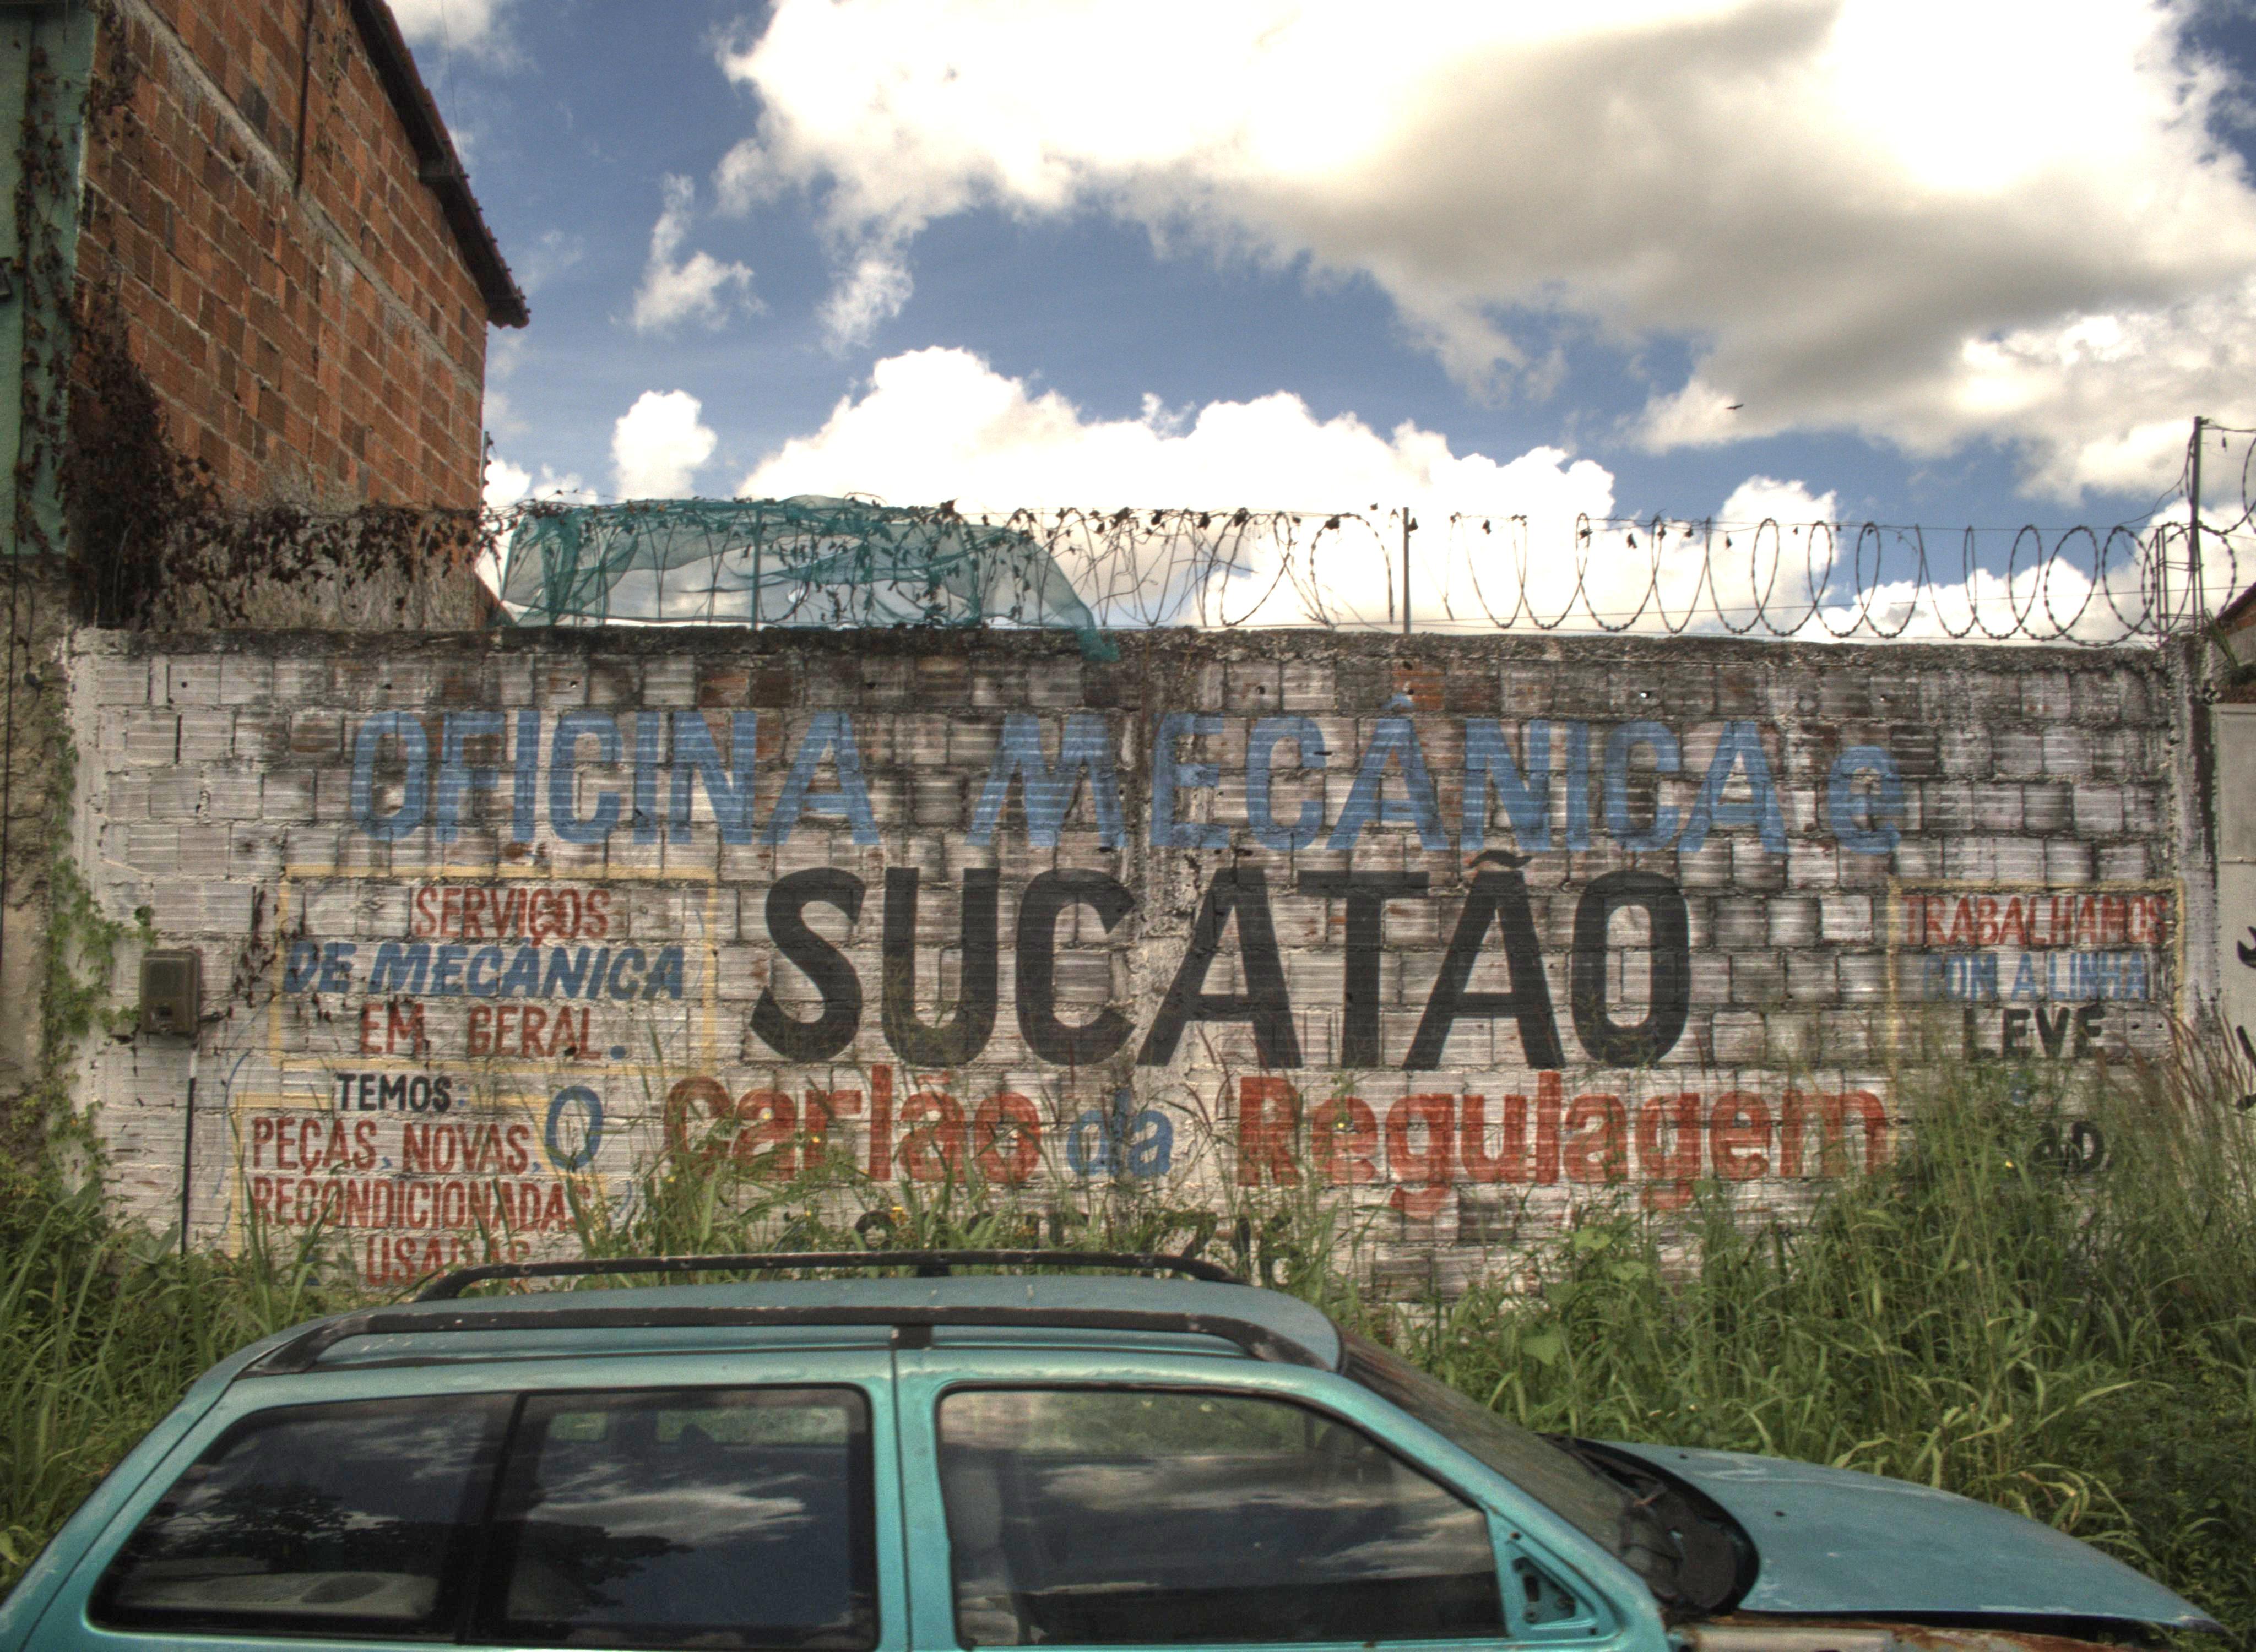 OFICINA MECÂNICA e
SUCATÃO
O Carlão da Regulagem
SERVIÇOS
DE MECÂNICA
EM GERAL.
TEMOS:
PEÇAS, NOVAS,
RECONDICIONADAS
USADAS
TRABALHAMOS
COM A LINHA
LEVE